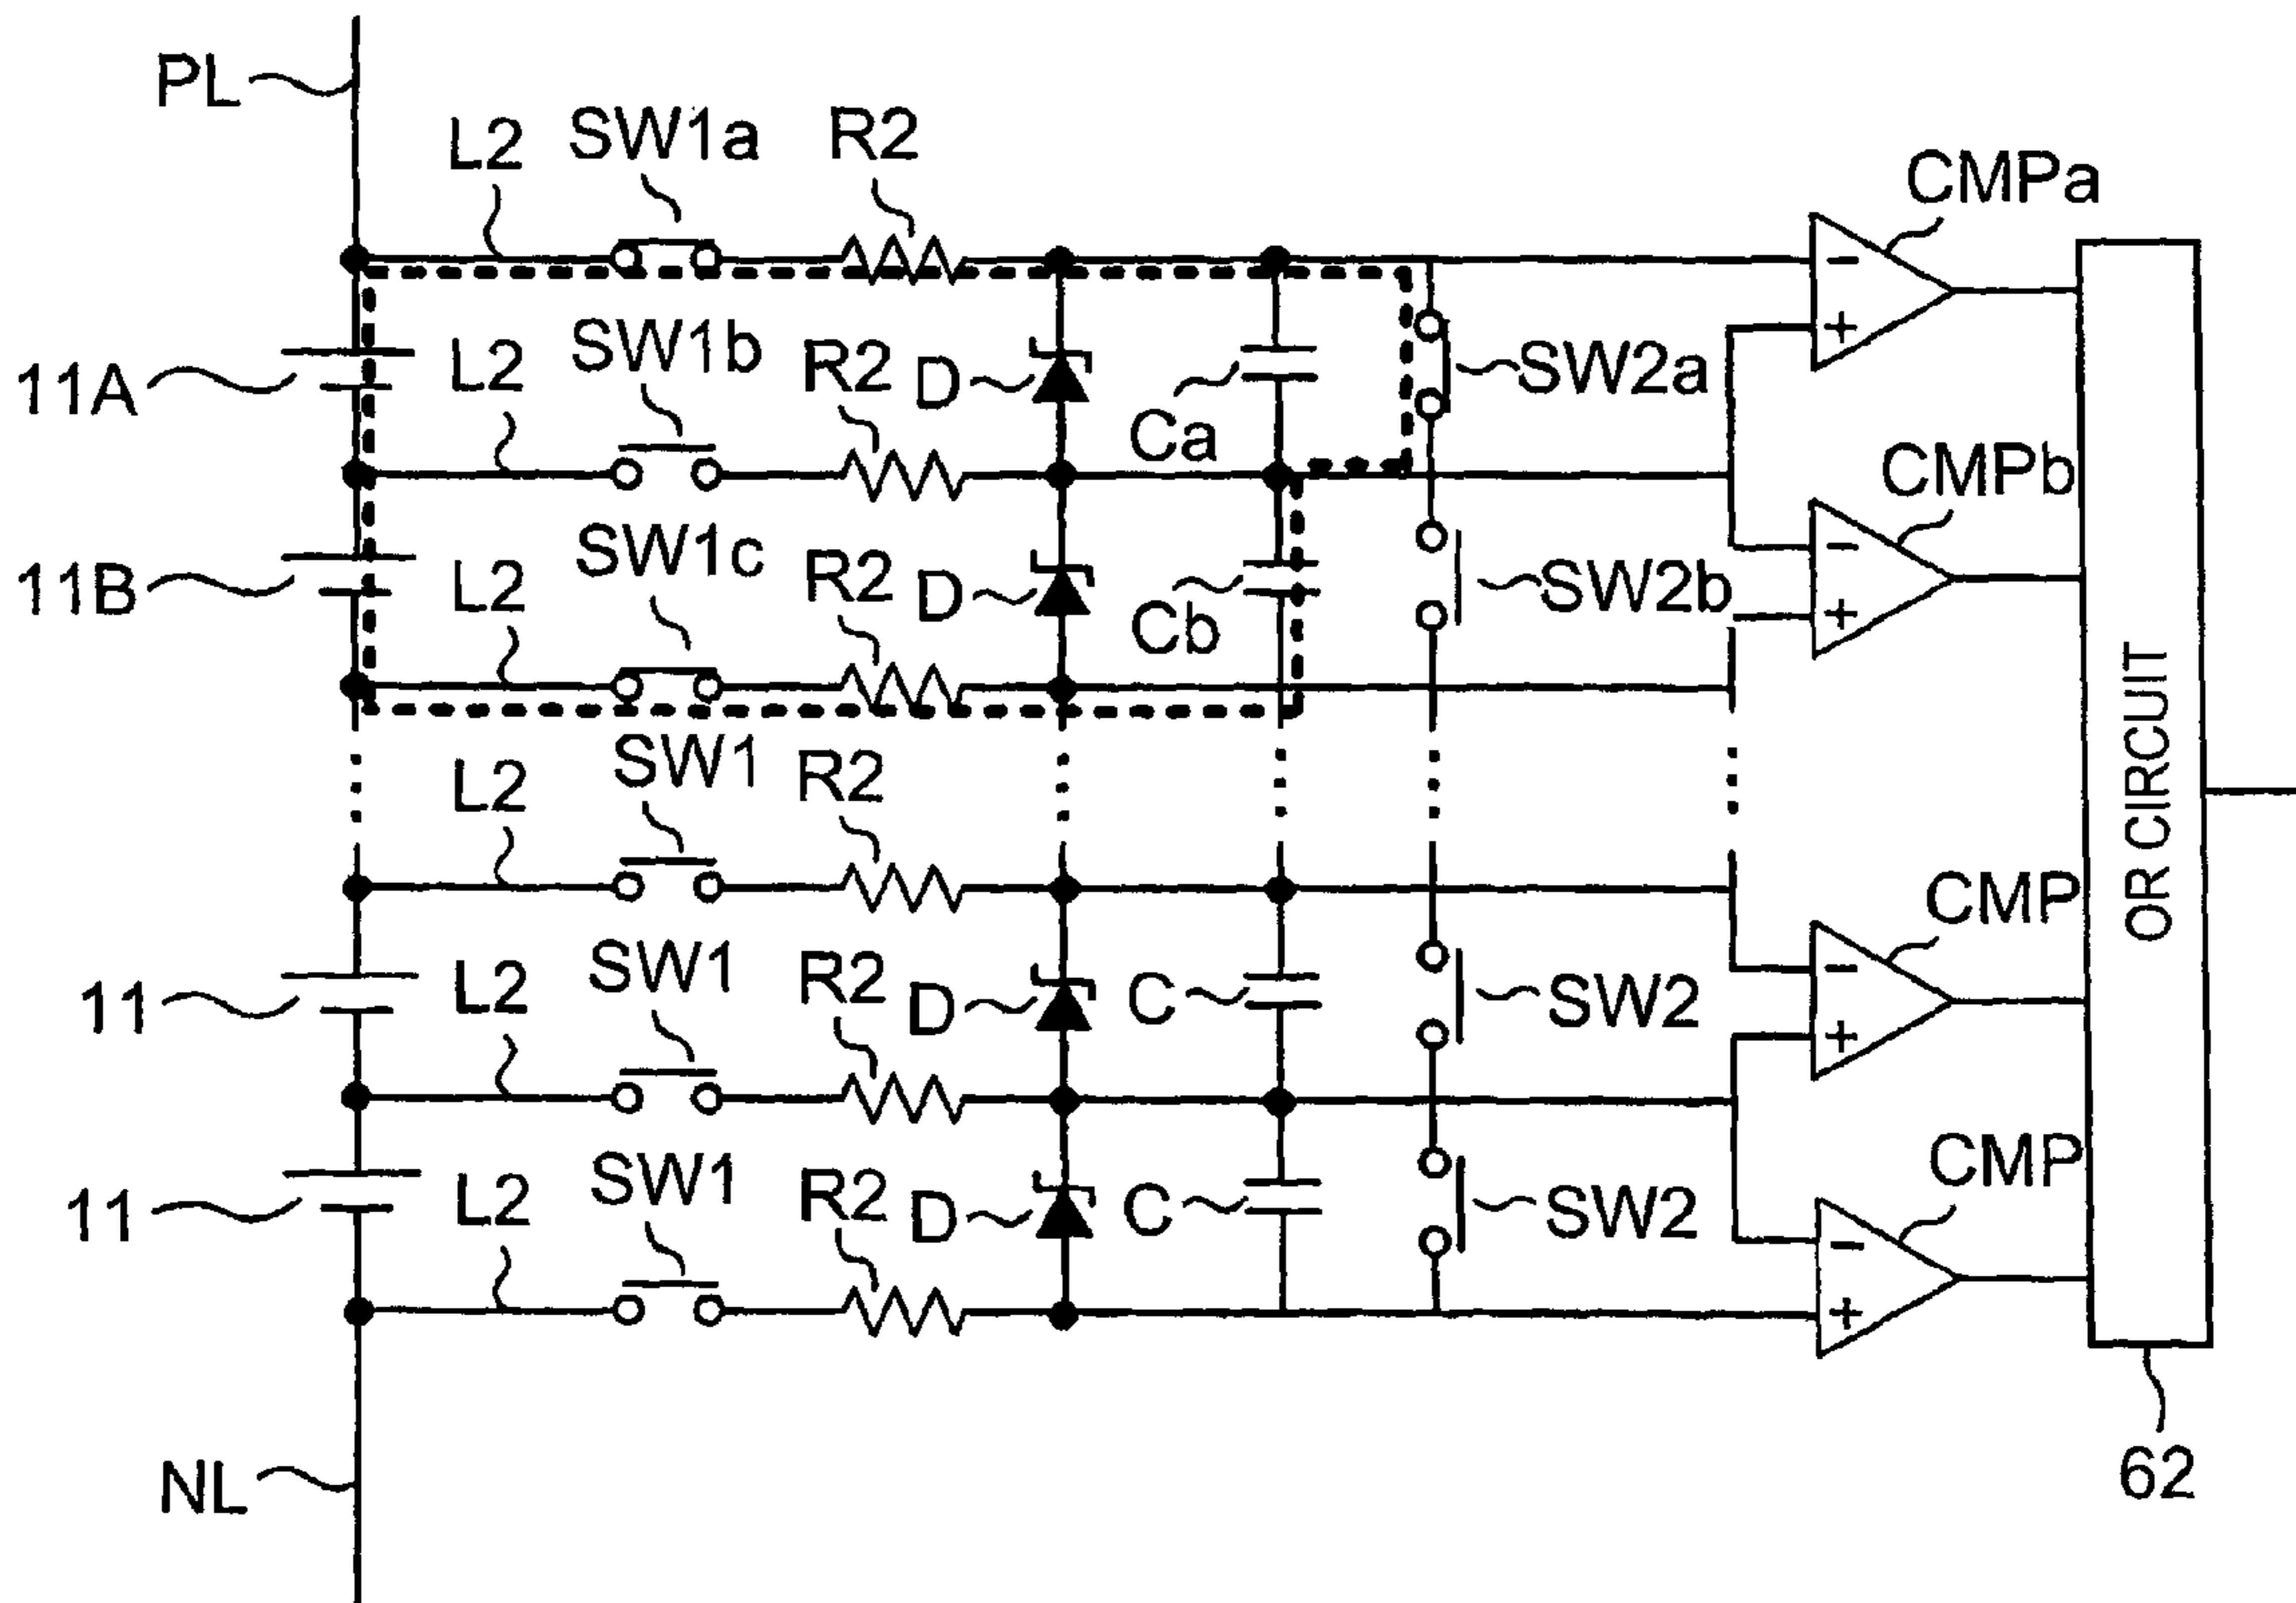 PL
L2 SW1a R2
CMPa
- +
11A
L2 SW1b R2 D Ca SW2a
CMPb
- +
11B
L2 SW1c R2 D Cb SW2b
OR CIRCUIT
L2 SW1 R2
CMP
- +
11
L2 SW1 R2 D C SW2
CMP
- +
11
L2 SW1 R2 D C SW2
NL
62